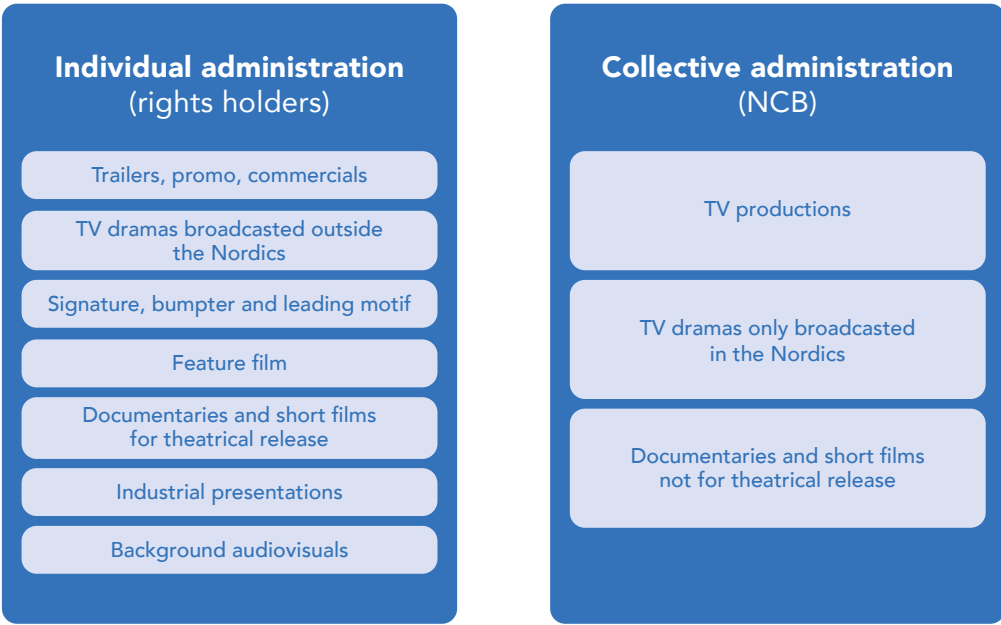 Individual administration
(rights holders)
Trailers, promo, commercials
TV dramas broadcasted outside
the Nordics
Signature, bumpter and leading motif
Feature film
Documentaries and short films
for theatrical release
Industrial presentations
Background audiovisuals
Collective administration
(NCB)
TV productions
TV dramas only broadcasted
in the Nordics
Documentaries and short films
not for theatrical release